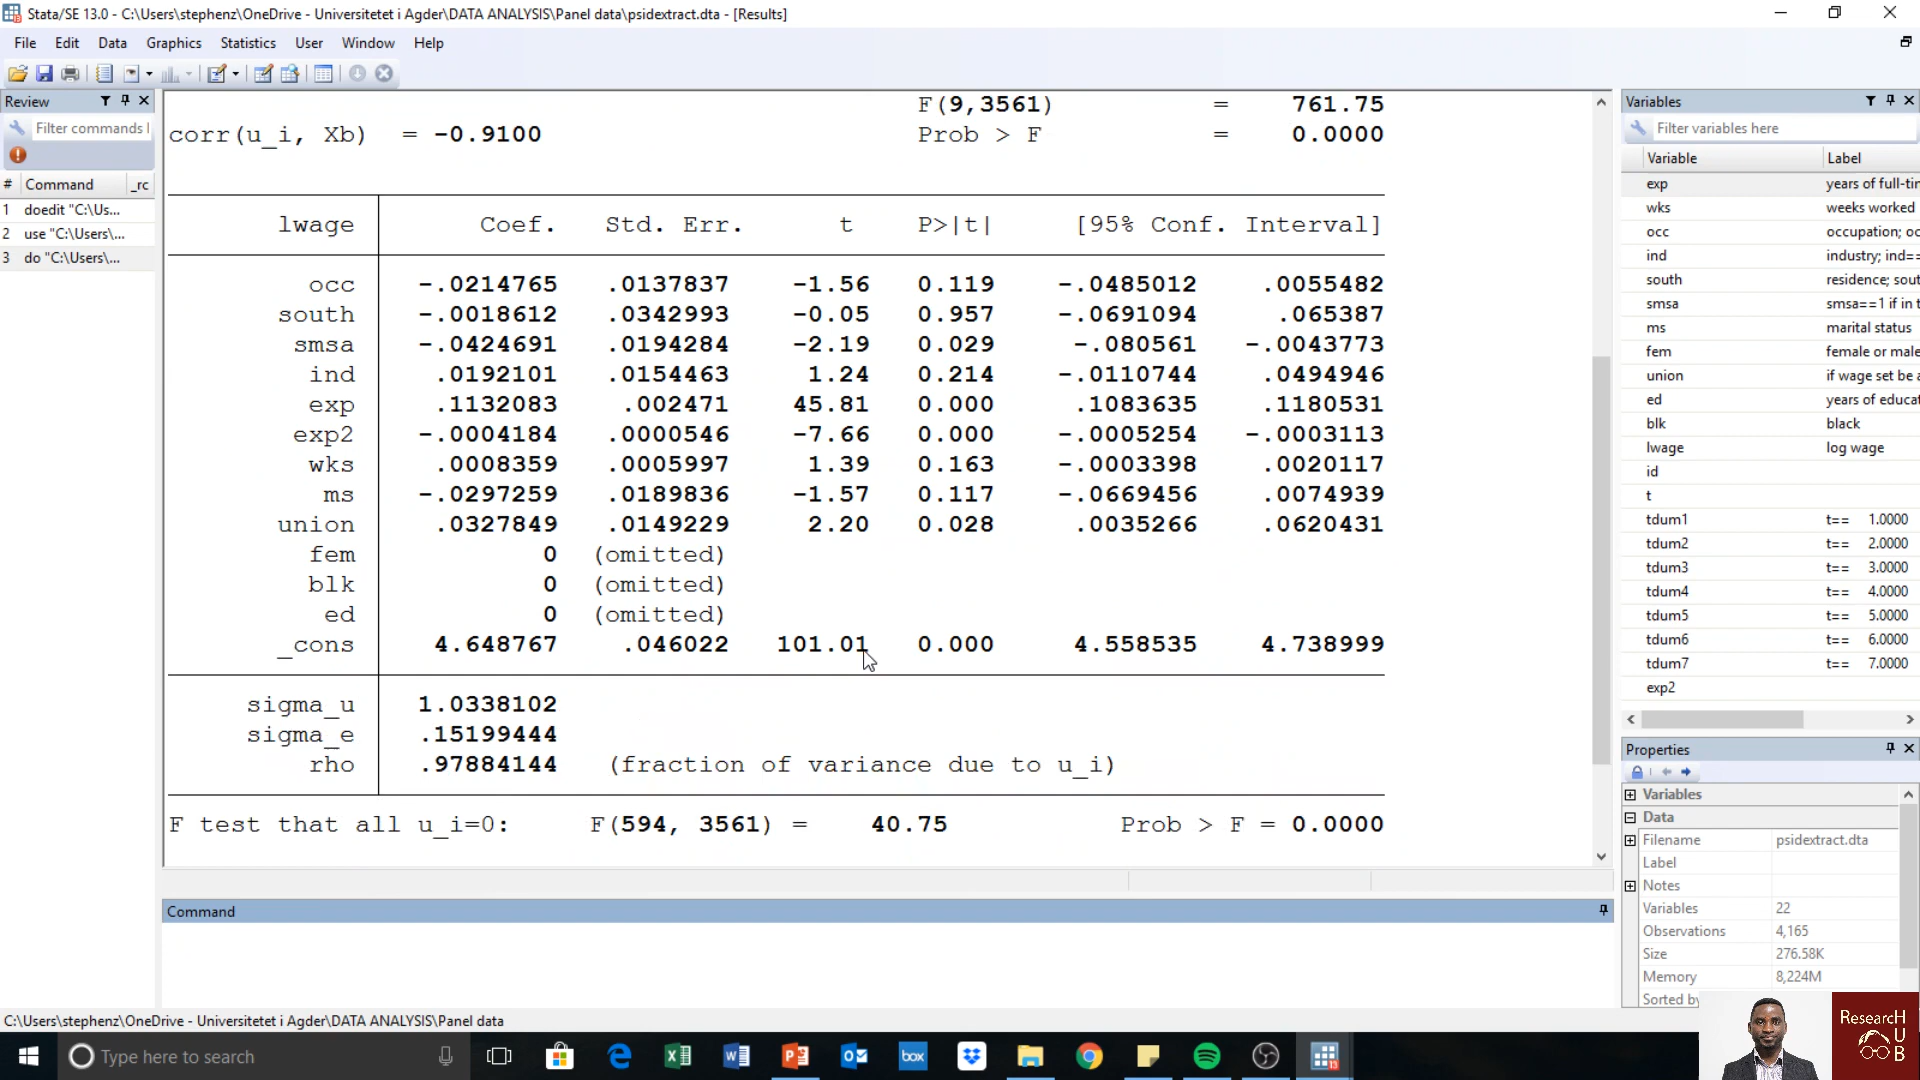 Stata/SE 13.0 - C:\Users\stephenz\OneDrive - Universitetet i Agder\DATA ANALYSIS\Panel data\psidextract.dta - [Results]
File Edit Data Graphics Statistics User Window Help
Review
Filter commands l
# Command _rc
1 doedit "C:\Us...
2 use "C:\Users\...
3 do "C:\Users\...
F(9,3561) = 761.75
corr(u_i, Xb) = -0.9100 Prob > F = 0.0000
lwage Coef. Std. Err. t P>|t| [95% Conf. Interval]
occ -.0214765 .0137837 -1.56 0.119 -.0485012 .0055482
south -.0018612 .0342993 -0.05 0.957 -.0691094 .065387
smsa -.0424691 .0194284 -2.19 0.029 -.080561 -.0043773
ind .0192101 .0154463 1.24 0.214 -.0110744 .0494946
exp .1132083 .002471 45.81 0.000 .1083635 .1180531
exp2 -.0004184 .0000546 -7.66 0.000 -.0005254 -.0003113
wks .0008359 .0005997 1.39 0.163 -.0003398 .0020117
ms -.0297259 .0189836 -1.57 0.117 -.0669456 .0074939
union .0327849 .0149229 2.20 0.028 .0035266 .0620431
fem 0 (omitted)
blk 0 (omitted)
ed 0 (omitted)
_cons 4.648767 .046022 101.01 0.000 4.558535 4.738999
sigma_u 1.0338102
sigma_e .15199444
rho .97884144 (fraction of variance due to u_i)
F test that all u_i=0: F(594, 3561) = 40.75 Prob > F = 0.0000
Command
Variables
Filter variables here
Variable Label
exp years of full-tin
wks weeks worked
occ occupation; oc
ind industry; ind==
south residence; sout
smsa smsa==1 if in t
ms marital status
fem female or male
union if wage set be a
ed years of educat
blk black
lwage log wage
id
t
tdum1 t== 1.0000
tdum2 t== 2.0000
tdum3 t== 3.0000
tdum4 t== 4.0000
tdum5 t== 5.0000
tdum6 t== 6.0000
tdum7 t== 7.0000
exp2
Properties
Variables
Data
Filename psidextract.dta
Label
Notes
Variables 22
Observations 4,165
Size 276.58K
Memory 8,224M
Sorted by
C:\Users\stephenz\OneDrive - Universitetet i Agder\DATA ANALYSIS\Panel data
Type here to search
box
13
ResearcH
U
B